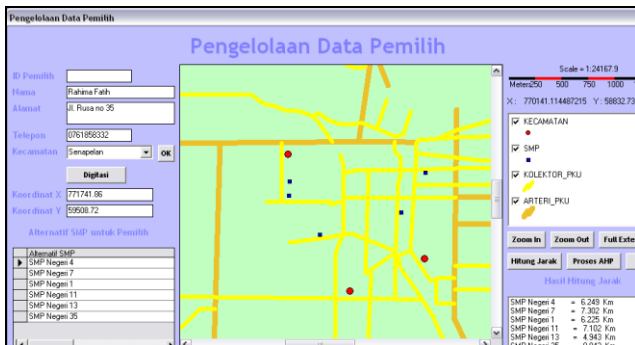 Pengelolaan Data Pemilih
Pengelolaan Data Pemilih
ID Pemilih
Nama Rahima Fatih
Alamat Jl. Rusa no 35
Telepon 0761858332
Kecamatan Senapelan OK
Digitasi
Koordinat X 771741.86
Koordinat Y 59508.72
Alternatif SMP untuk Pemilih
Alternatif SMP
SMP Negeri 4
SMP Negeri 7
SMP Negeri 1
SMP Negeri 11
SMP Negeri 13
SMP Negeri 35
Scale = 1:24167.9
Meters250 500 750 1000
X : 770141.114487215 Y : 58832.73
KECAMATAN
SMP
KOLEKTOR_PKU
ARTERI_PKU
Zoom In Zoom Out Full Exte
Hitung Jarak Proses AHP
Hasil Hitung Jarak
SMP Negeri 4 = 6.249 Km
SMP Negeri 7 = 7.302 Km
SMP Negeri 1 = 6.225 Km
SMP Negeri 11 = 7.102 Km
SMP Negeri 13 = 4.943 Km